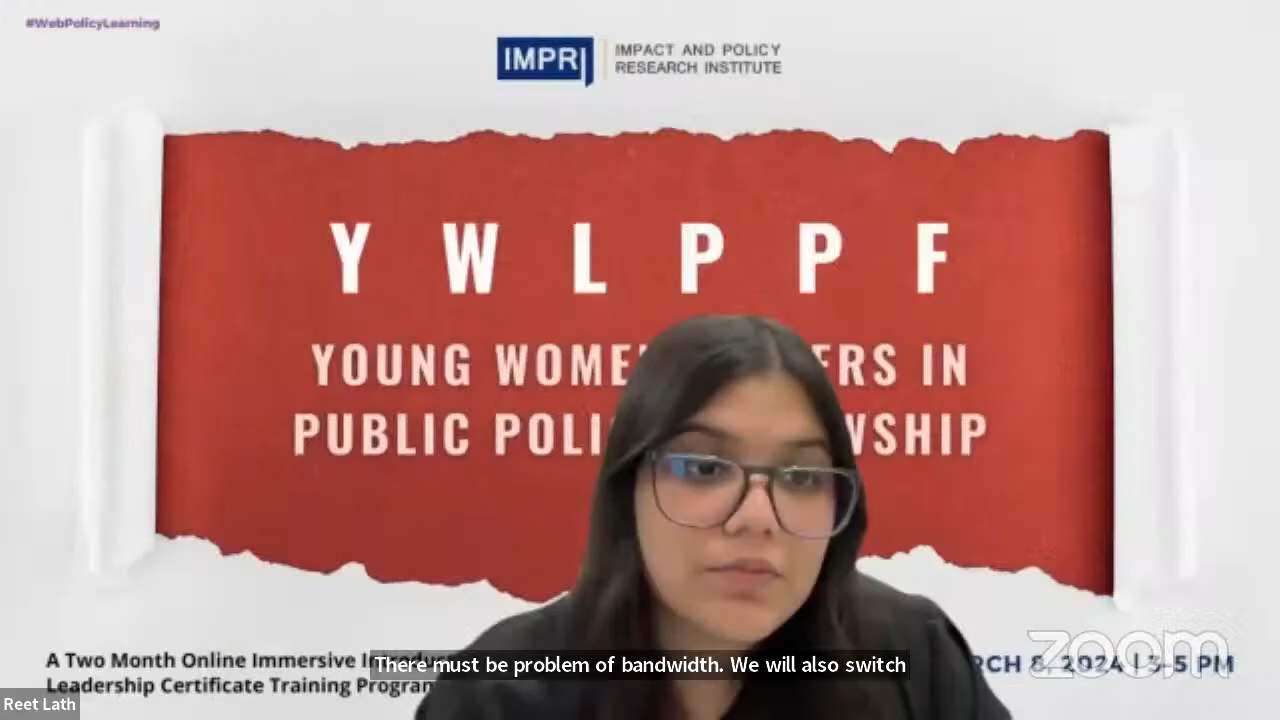 #WebPolicyLearning
IMPRI
IMPACT AND POLICY
RESEARCH INSTITUTE
Y W L P P F
YOUNG WOME ERS IN
PUBLIC POLI WSHIP
A Two Month Online Immersive
Leadership Certificate Training Program
There must be problem of bandwidth. We will also switch
RCH 8, 2024 | 3-5 PM
zoom
Reet Lath